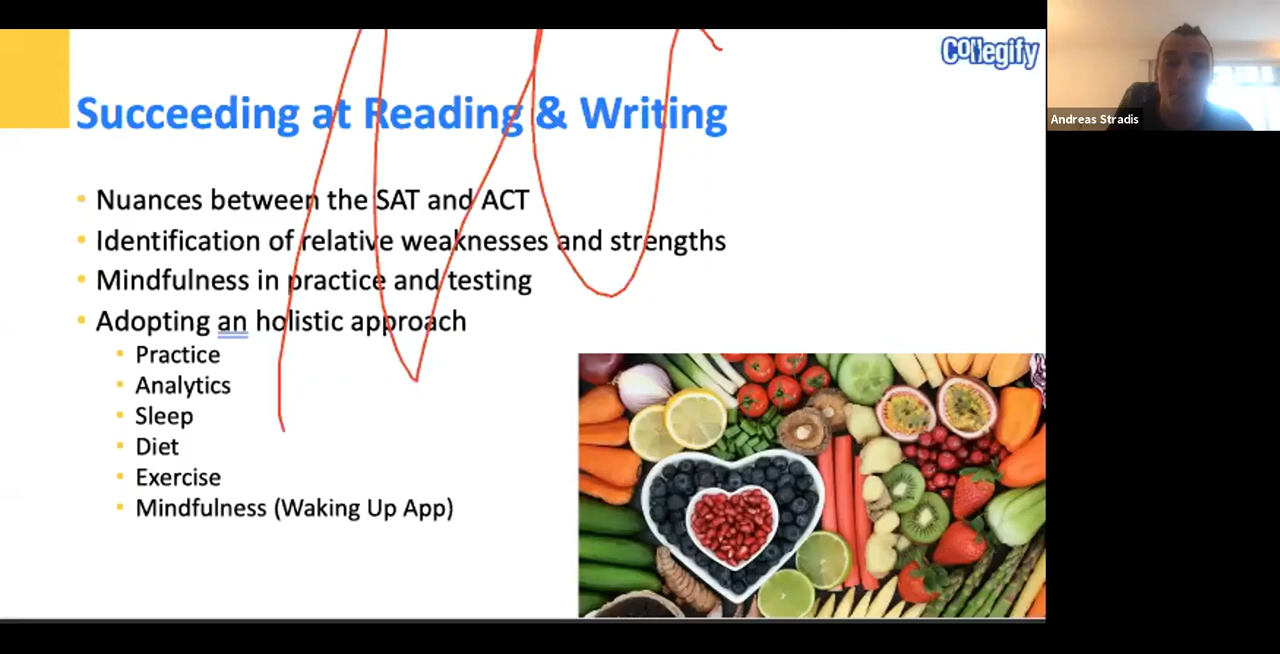 Collegify
Succeeding at Reading & Writing
Nuances between the SAT and ACT
Identification of relative weaknesses and strengths
Mindfulness in practice and testing
Adopting an holistic approach
Practice
Analytics
Sleep
Diet
Exercise
Mindfulness (Waking Up App)
Andreas Stradis